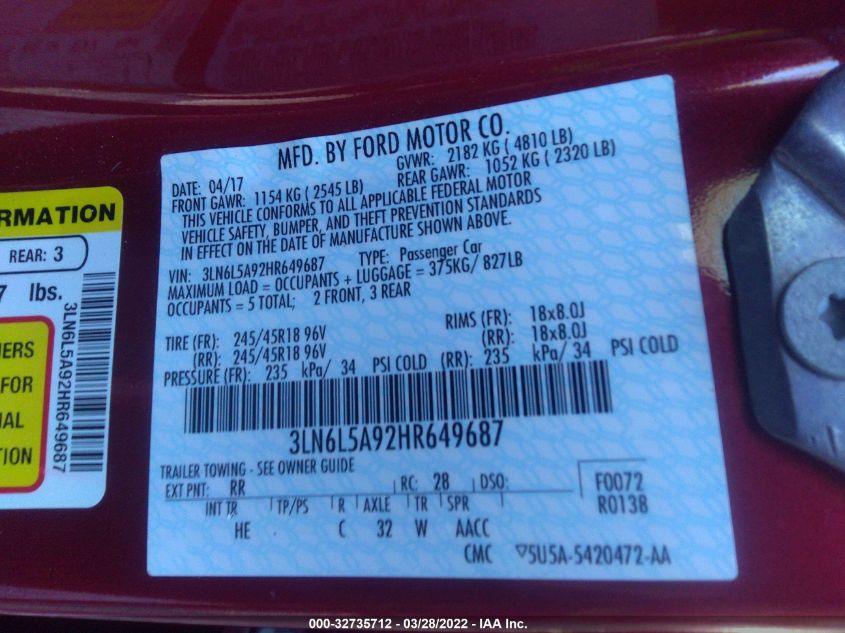 MFD. BY FORD MOTOR CO.
DATE: 04/17 GVWR: 2182 KG ( 4810 LB)
FRONT GAWR: 1154 KG ( 2545 LB) REAR GAWR: 1052 KG ( 2320 LB)
THIS VEHICLE CONFORMS TO ALL APPLICABLE FEDERAL MOTOR
VEHICLE SAFETY, BUMPER, AND THEFT PREVENTION STANDARDS
IN EFFECT ON THE DATE OF MANUFACTURE SHOWN ABOVE.
VIN: 3LN6L5A92HR649687 TYPE: Passenger Car
MAXIMUM LOAD = OCCUPANTS + LUGGAGE = 375KG/ 827LB
OCCUPANTS = 5 TOTAL; 2 FRONT, 3 REAR
TIRE (FR): 245/45R18 96V RIMS (FR): 18x8.0J
(RR): 245/45R18 96V (RR): 18x8.0J
PRESSURE (FR): 235 kPa/ 34 PSI COLD (RR): 235 kPa/ 34 PSI COLD
3LN6L5A92HR649687
TRAILER TOWING - SEE OWNER GUIDE
EXT PNT: RR RC: 28 DSO: F0072
R0138
INT TR TP/PS R AXLE TR SPR
HE C 32 W AACC
CMC 5U5A-5420472-AA
RMATION
REAR: 3
7 lbs.
3LN6L5A92HR649687
NERS
FOR
AL
TION
000-32735712 - 03/28/2022 - IAA Inc.